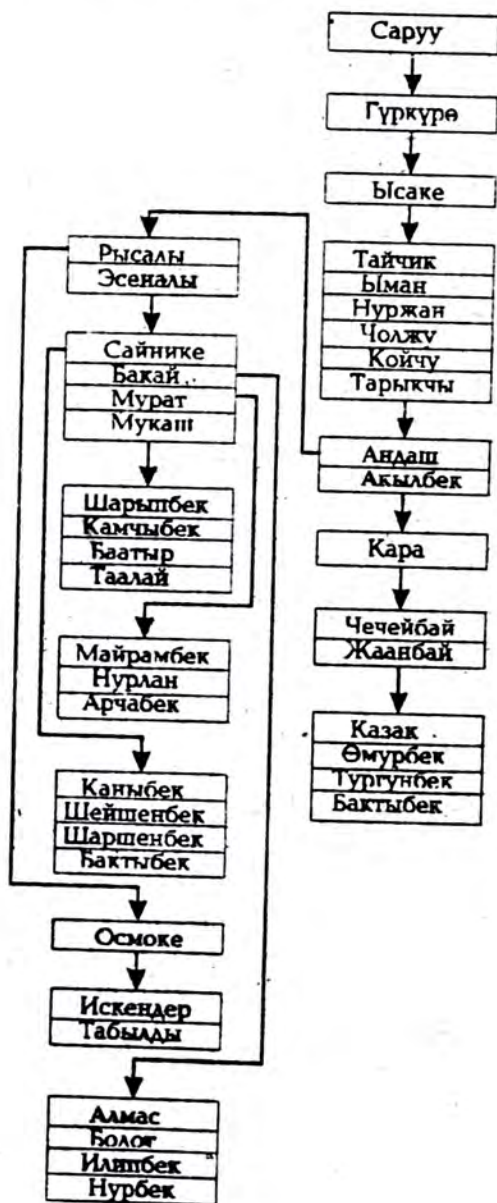 Саруу
Гүркүрө
Ысаке
Тайчик
Ыман
Нуржан
Чолжу
Койчу
Тарыкчы
Андаш
Акылбек
Кара
Чечейбай
Жаанбай
Казак
Өмурбек
Тургунбек
Бактыбек
Рысалы
Эсеналы
Сайнике
Бакай
Мурат
Мукаш
Шарыпбек
Камчыбек
Баатыр
Таалай
Майрамбек
Нурлан
Арчабек
Каныбек
Шейшенбек
Шаршенбек
Бактыбек
Осмоке
Искендер
Табылды
Алмас
Болот
Илипбек
Нурбек